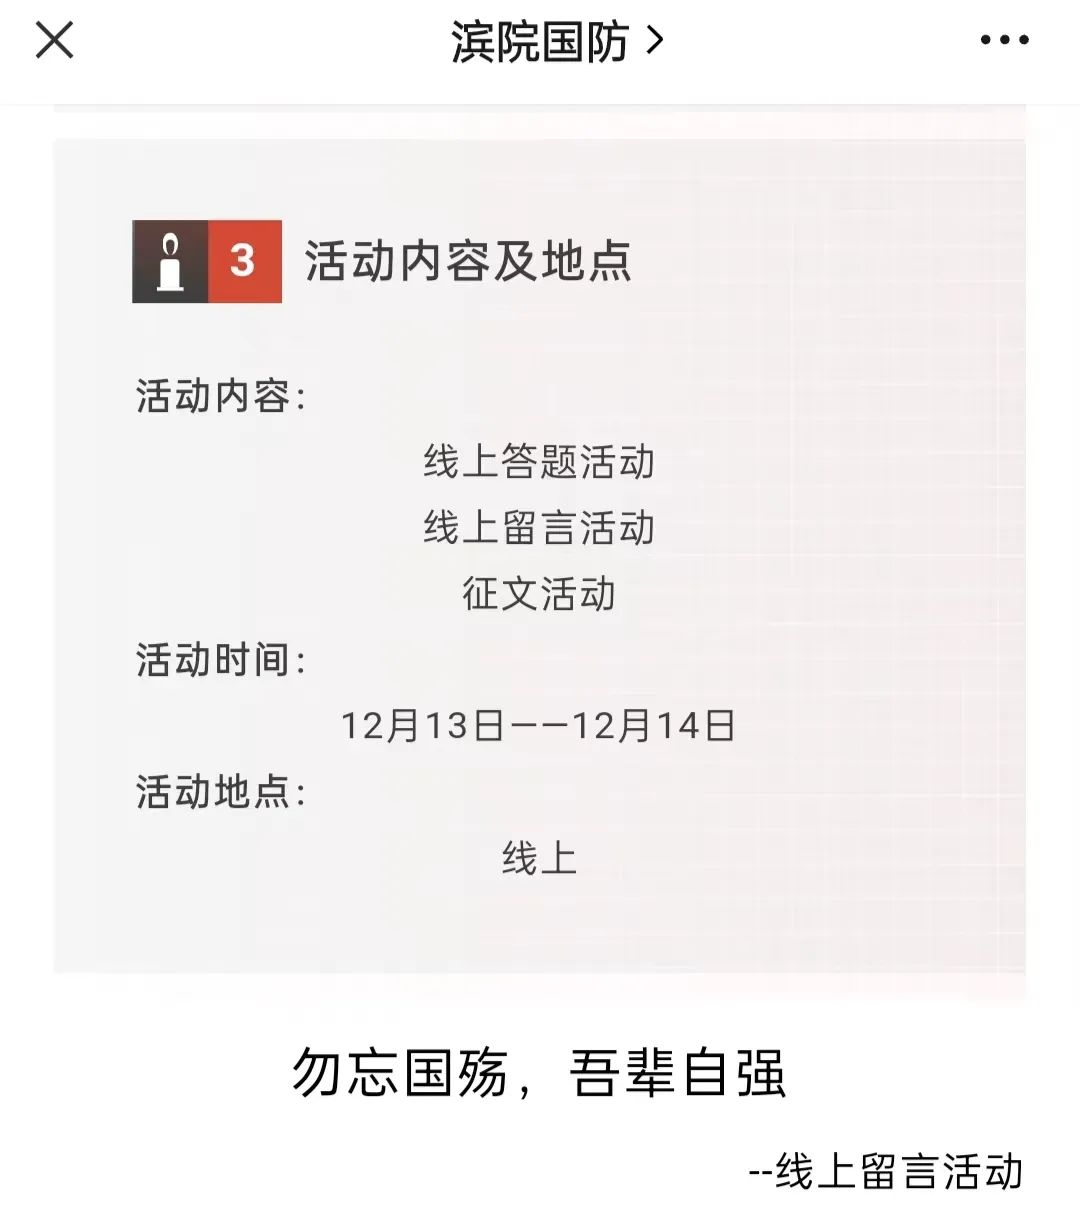 滨院国防
3 活动内容及地点
活动内容：
线上答题活动
线上留言活动
征文活动
活动时间：
12月13日——12月14日
活动地点：
线上
勿忘国殇，吾辈自强
--线上留言活动